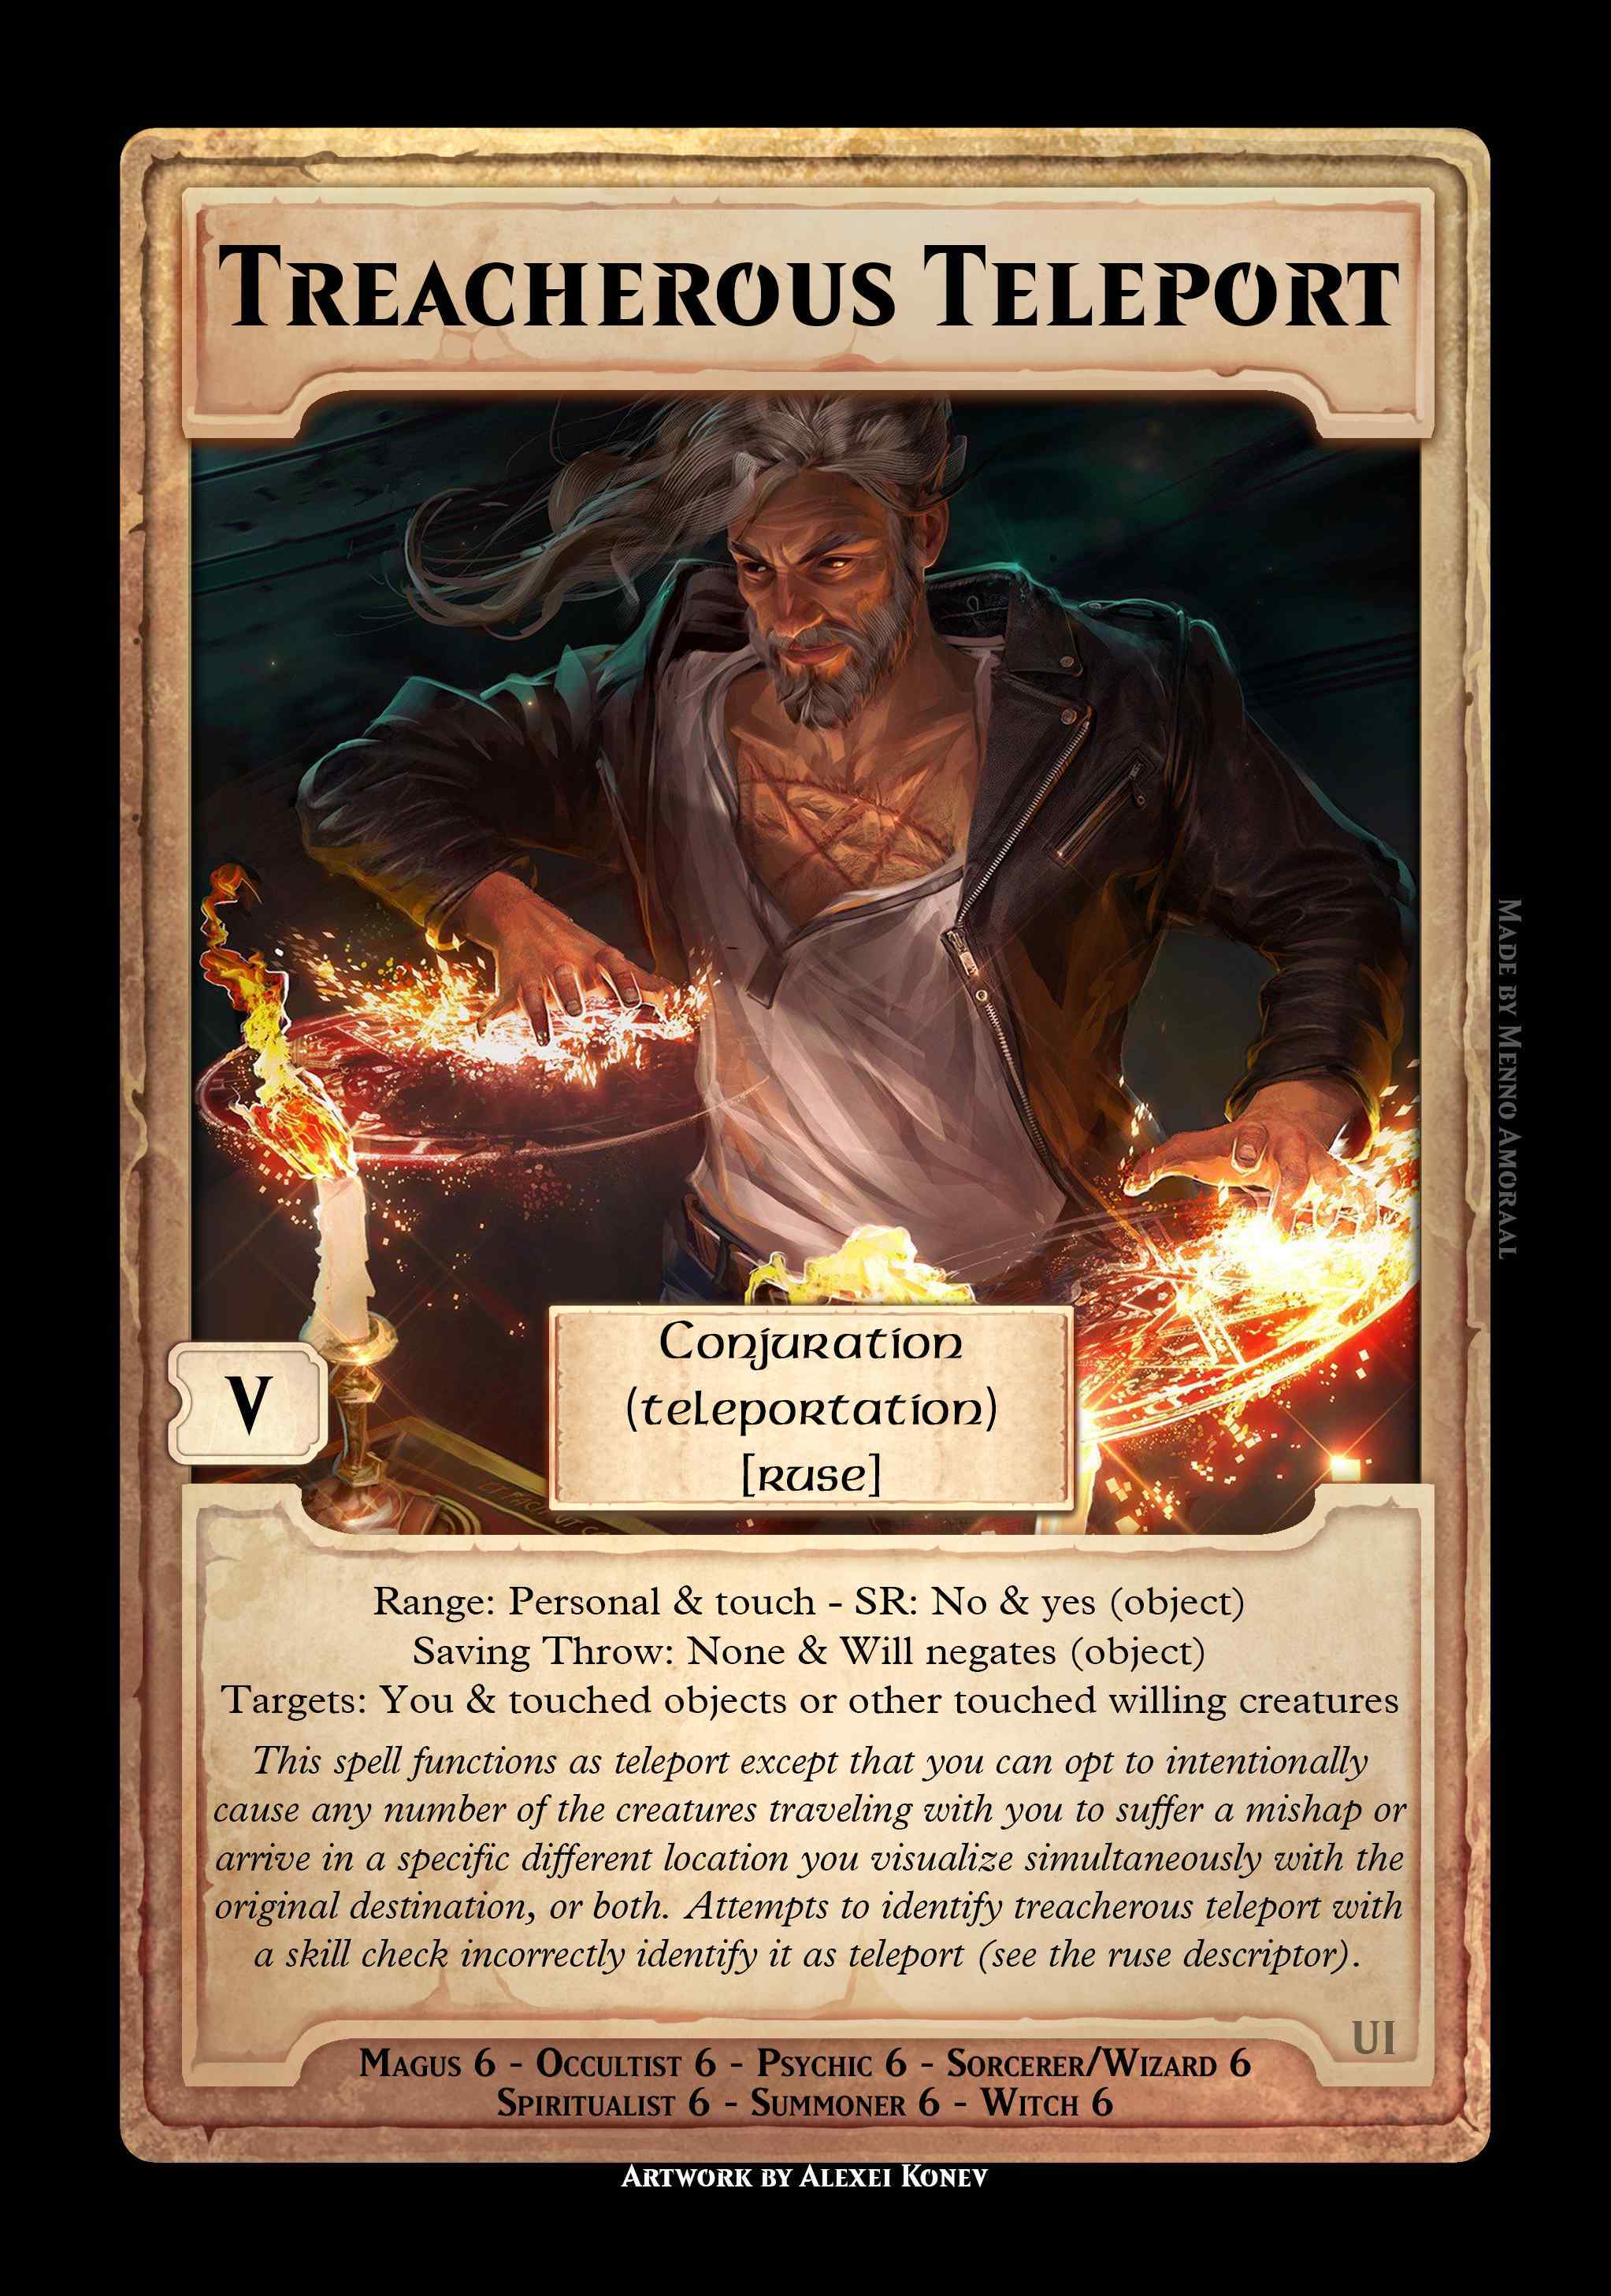 Treacherous Teleport
V
Conjuration
(teleportation)
[ruse]
Range: Personal & touch - SR: No & yes (object)
Saving Throw: None & Will negates (object)
Targets: You & touched objects or other touched willing creatures
This spell functions as teleport except that you can opt to intentionally
cause any number of the creatures traveling with you to suffer a mishap or
arrive in a specific different location you visualize simultaneously with the
original destination, or both. Attempts to identify treacherous teleport with
a skill check incorrectly identify it as teleport (see the ruse descriptor).
UI
Magus 6 - Occultist 6 - Psychic 6 - Sorcerer/Wizard 6
Spiritualist 6 - Summoner 6 - Witch 6
Artwork by Alexei Konev
Made by Menno Amoraal